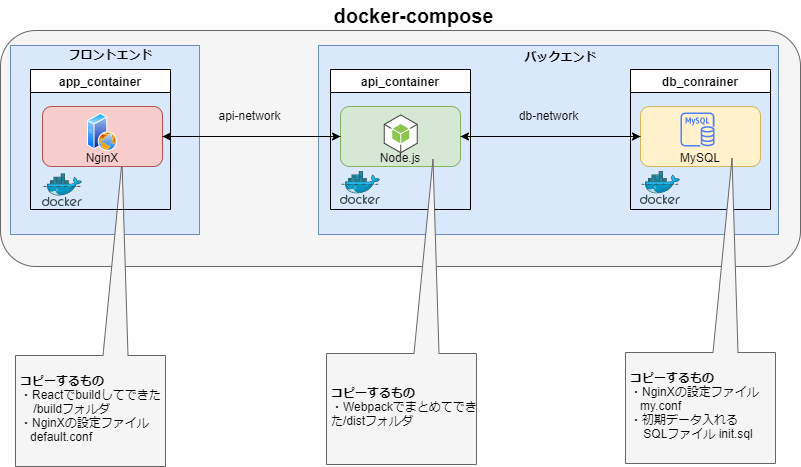 docker-compose
フロントエンド
バックエンド
app_container
api_container
db_conrainer
api-network
db-network
NginX
Node.js
MySQL
MySQL
docker
docker
docker
コピーするもの
・Reactでbuildしてできた
/buildフォルダ
・NginXの設定ファイル
default.conf
コピーするもの
・Webpackでまとめてでき
た/distフォルダ
コピーするもの
・NginXの設定ファイル
my.conf
・初期データ入れる
SQLファイル init.sql